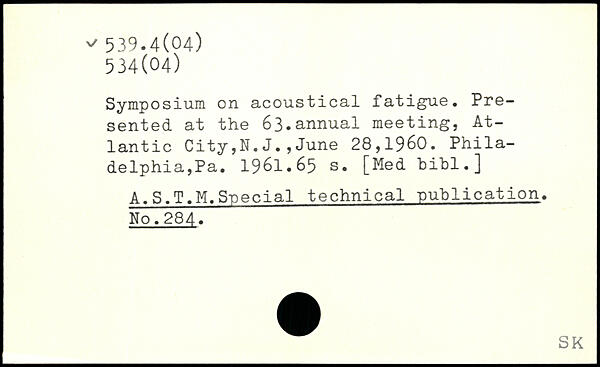 ✓ 539.4(04)
534(04)
Symposium on acoustical fatigue. Pre-
sented at the 63.annual meeting, At-
lantic City,N.J.,June 28,1960. Phila-
delphia,Pa. 1961.65 s. [Med bibl.]
A.S.T.M.Special technical publication.
No.284.
SK